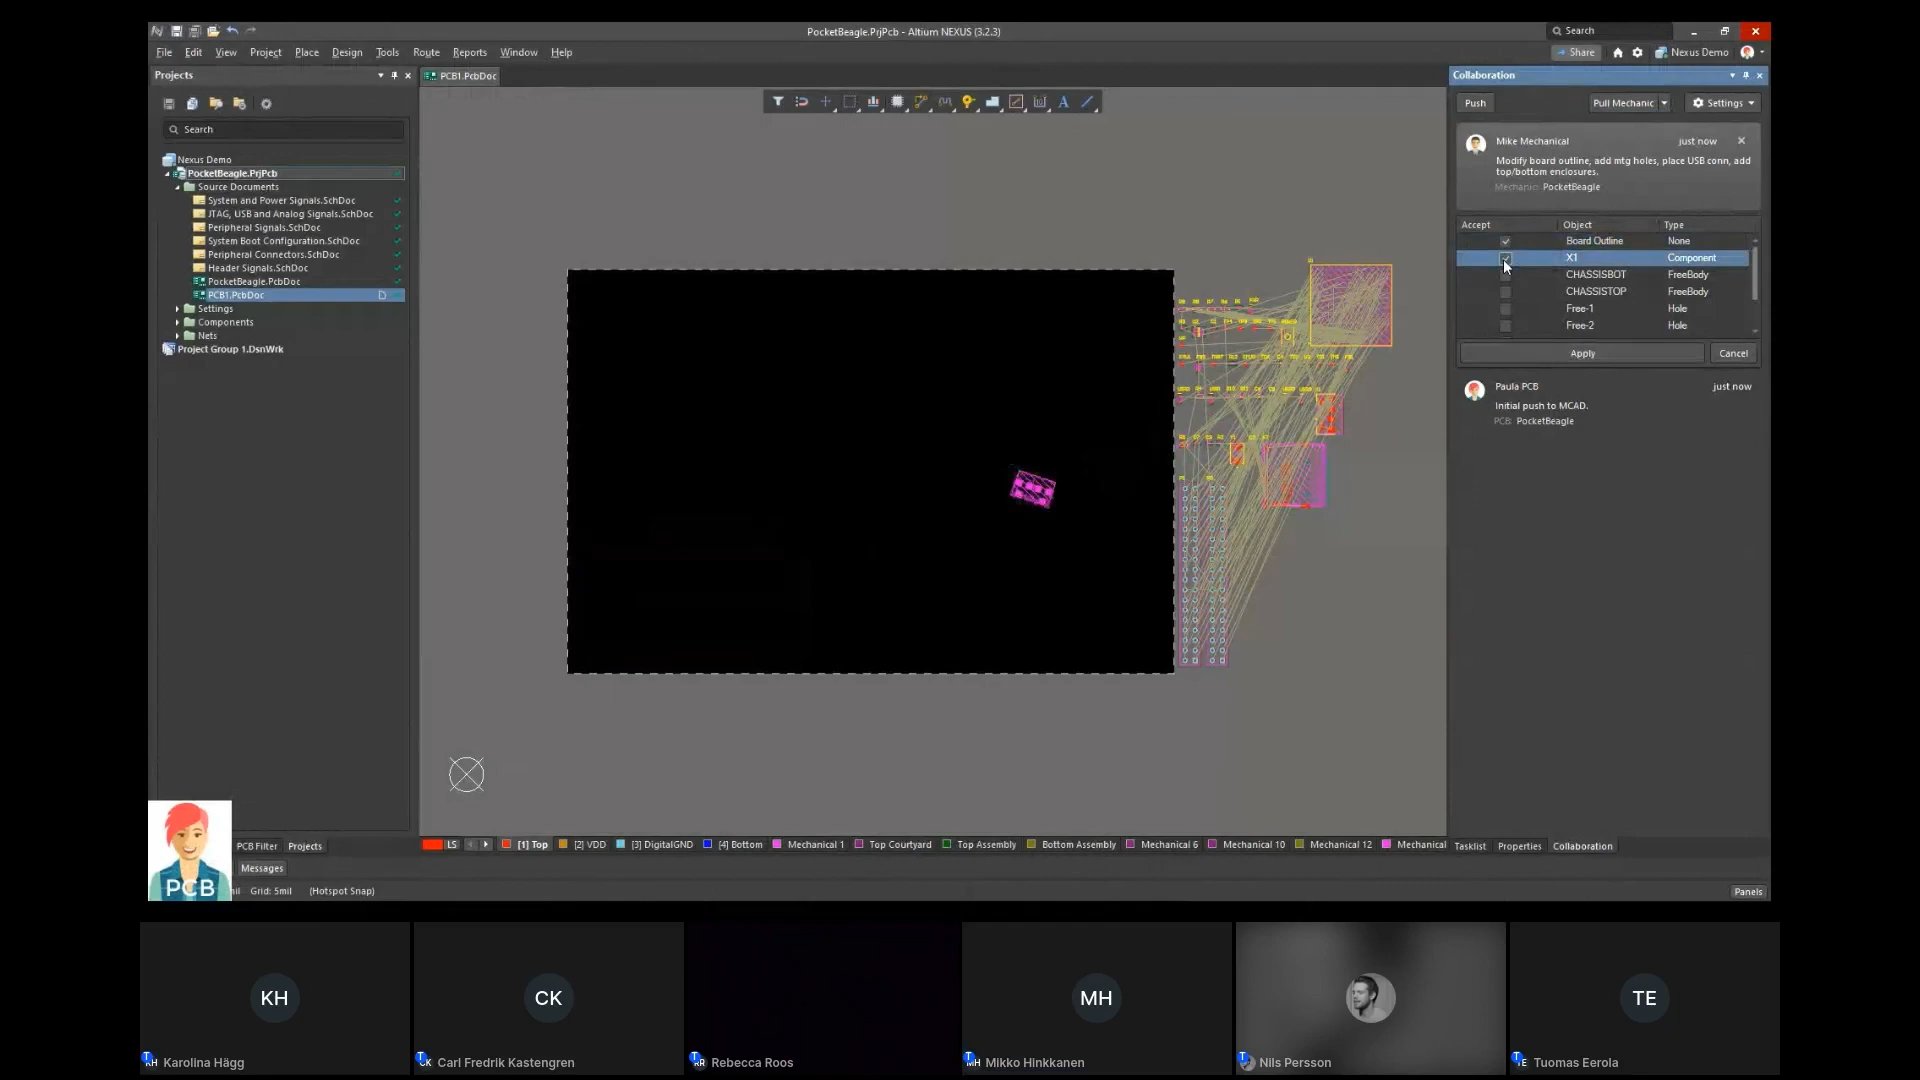 PocketBeagle.PrjPcb - Altium NEXUS (3.2.3)
Search
File Edit View Project Place Design Tools Route Reports Window Help
Share
Nexus Demo
Projects
PCB1.PcbDoc
Collaboration
Push
Pull Mechanic
Settings
Search
Mike Mechanical
just now
Modify board outline, add mtg holes, place USB conn, add
top/bottom enclosures.
Mechanic: PocketBeagle
Nexus Demo
PocketBeagle.PrjPcb
Source Documents
System and Power Signals.SchDoc
JTAG, USB and Analog Signals.SchDoc
Peripheral Signals.SchDoc
System Boot Configuration.SchDoc
Peripheral Connectors.SchDoc
Header Signals.SchDoc
PocketBeagle.PcbDoc
PCB1.PcbDoc
Settings
Components
Nets
Project Group 1.DsnWrk
Accept Object Type
Board Outline None
X1 Component
CHASSISBOT FreeBody
CHASSISTOP FreeBody
Free-1 Hole
Free-2 Hole
Apply
Cancel
Paula PCB
just now
Initial push to MCAD.
PCB: PocketBeagle
PCB Filter
Projects
LS
[1] Top
[2] VDD
[3] DigitalGND
[4] Bottom
Mechanical 1
Top Courtyard
Top Assembly
Bottom Assembly
Mechanical 6
Mechanical 10
Mechanical 12
Mechanical
Tasklist
Properties
Collaboration
Messages
PCB
Grid: 5mil
(Hotspot Snap)
Panels
KH
CK
MH
TE
Karolina Hägg
Carl Fredrik Kastengren
Rebecca Roos
Mikko Hinkkanen
Nils Persson
Tuomas Eerola